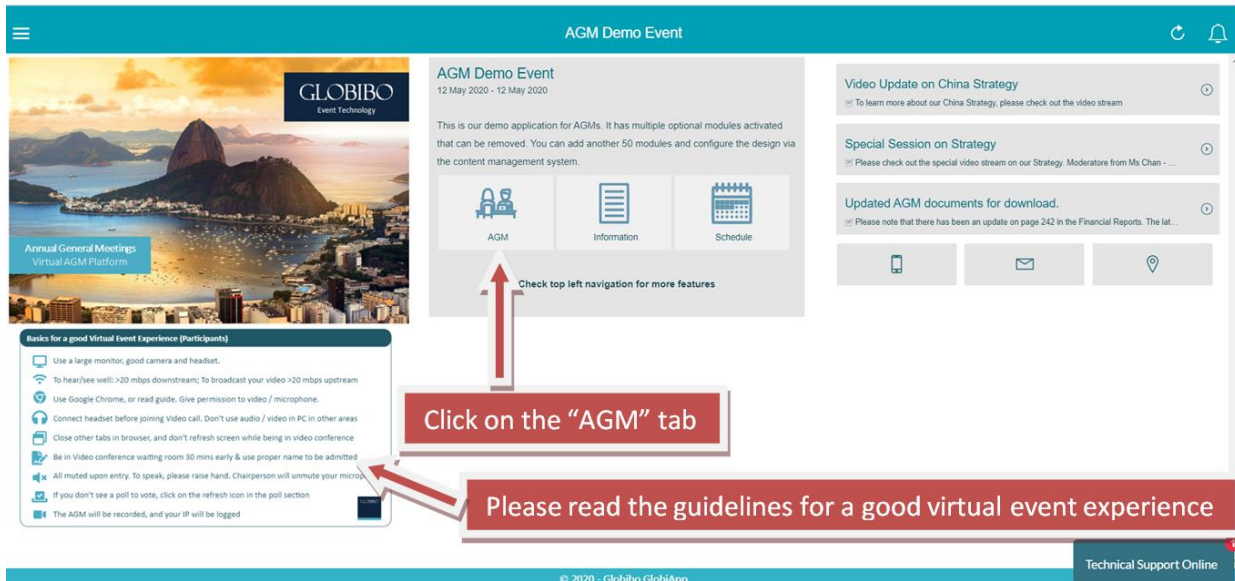 AGM Demo Event
GLOBIBO
Event Technology
Annual General Meetings
Virtual AGM Platform
Basics for a good Virtual Event Experience (Participants)
Use a large monitor, good camera and headset.
To hear/see well: >20 mbps downstream; To broadcast your video >20 mbps upstream
Use Google Chrome, or read guide. Give permission to video / microphone.
Connect headset before joining Video call. Don't use audio / video in PC in other areas
Close other tabs in browser, and don't refresh screen while being in video conference
Be in Video conference waiting room 30 mins early & use proper name to be admitted
All muted upon entry. To speak, please raise hand. Chairperson will unmute your microp
If you don't see a poll to vote, click on the refresh icon in the poll section
The AGM will be recorded, and your IP will be logged
GLOBIBO
AGM Demo Event
12 May 2020 - 12 May 2020
This is our demo application for AGMs. It has multiple optional modules activated
that can be removed. You can add another 50 modules and configure the design via
the content management system.
AGM
Information
Schedule
Check top left navigation for more features
Click on the “AGM” tab
Please read the guidelines for a good virtual event experience
Video Update on China Strategy
To learn more about our China Strategy, please check out the video stream
Special Session on Strategy
Please check out the special video stream on our Strategy. Moderatore from Ms Chan - ...
Updated AGM documents for download.
Please note that there has been an update on page 242 in the Financial Reports. The lat...
Technical Support Online
© 2020 - Globibo GlobiApp